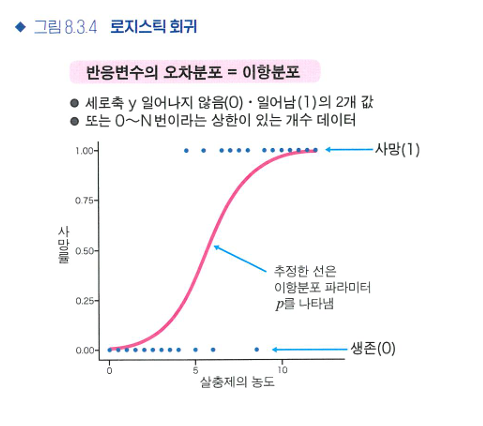 ◆ 그림 8.3.4 로지스틱 회귀
반응변수의 오차분포 = 이항분포
● 세로축 y 일어나지 않음(0)·일어남(1)의 2개 값
● 또는 0~N번이라는 상한이 있는 개수 데이터
1.00
사망(1)
0.75
사망률
0.50
추정한 선은
이항분포 파라미터
p를 나타냄
0.25
0.00
생존(0)
0
5
10
살충제의 농도